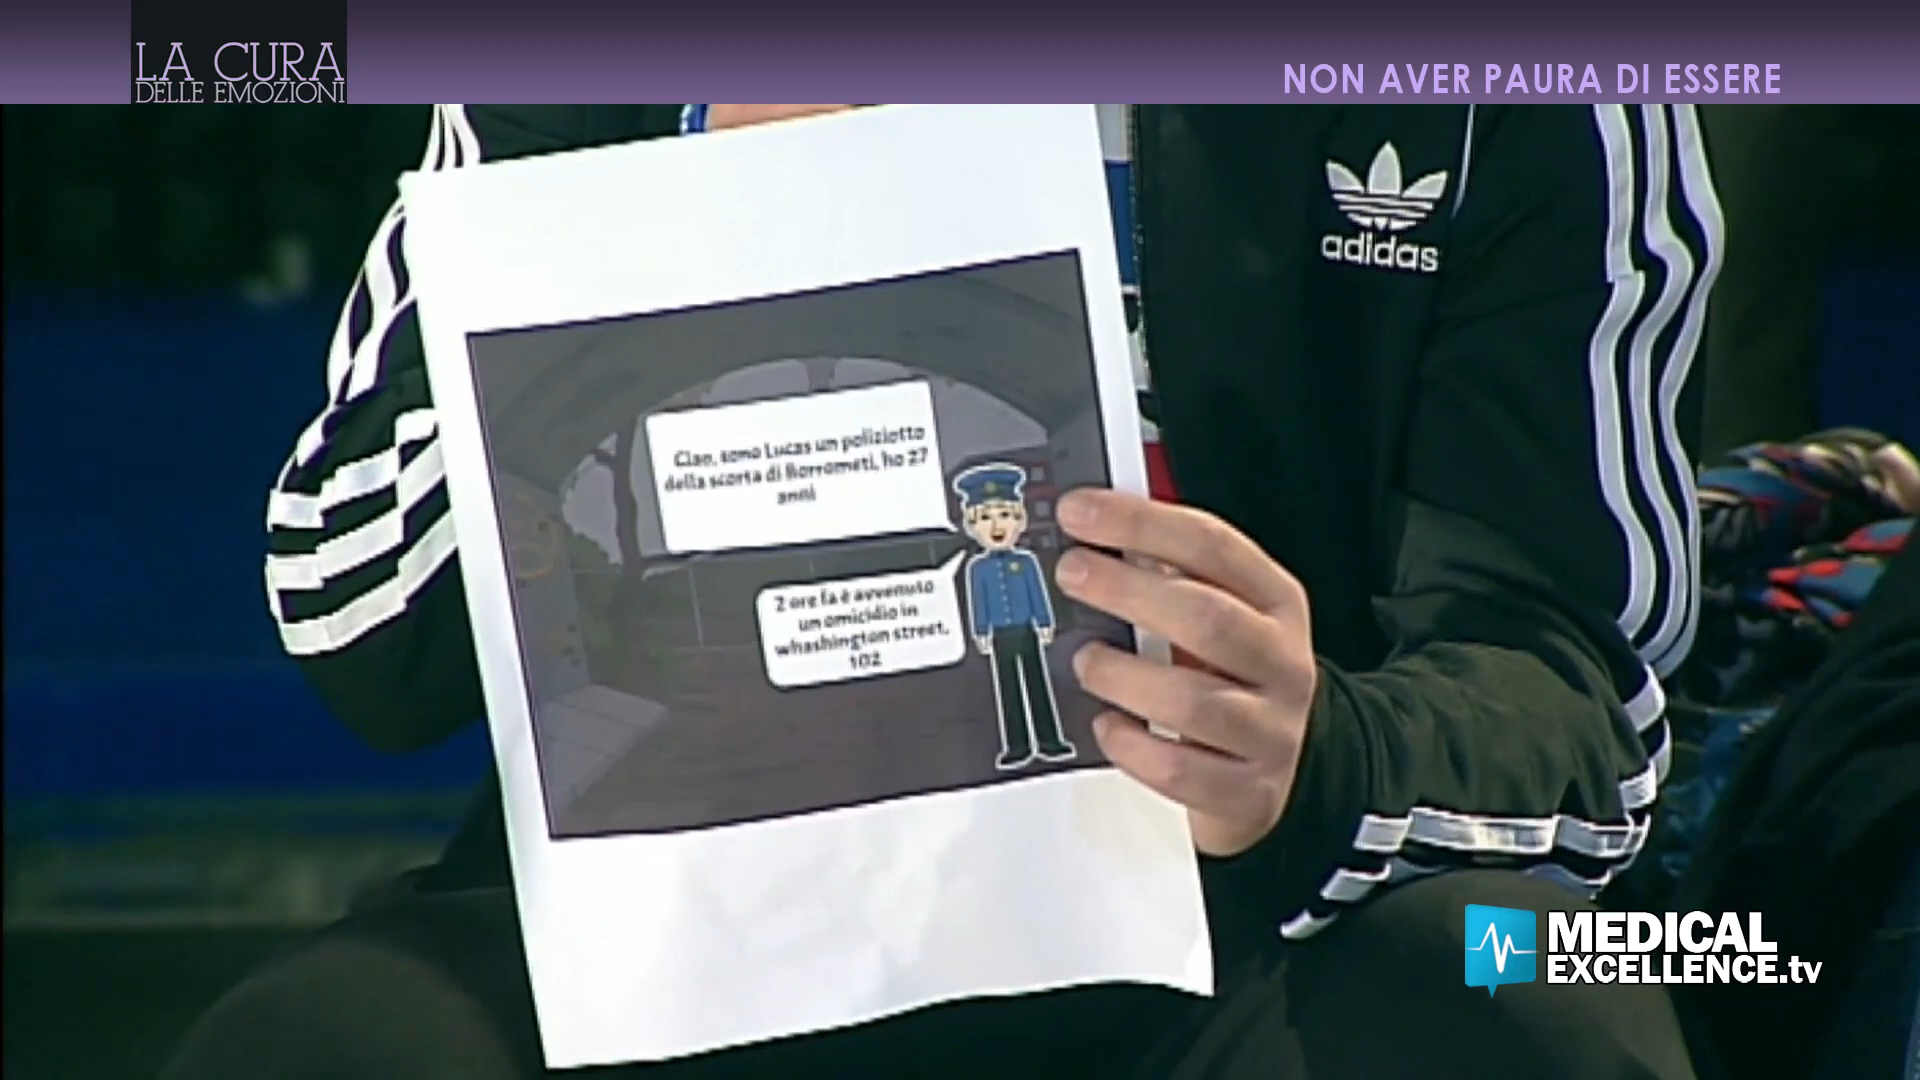 LA CURA
DELLE EMOZIONI
NON AVER PAURA DI ESSERE
adidas
Ciao, sono Lucas un poliziotto
della scorta di Borrometi, ho 27
anni
2 ore fa è avvenuto
un omicidio in
whashington street,
102
MEDICAL
EXCELLENCE.tv